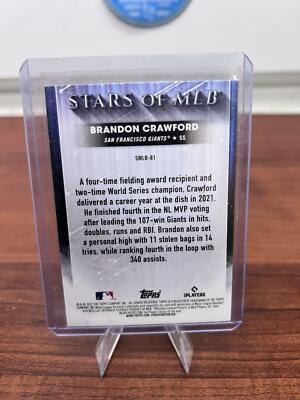 STARS OF MLB
BRANDON CRAWFORD
SAN FRANCISCO GIANTS® ★ SS
SMLB-81
A four-time fielding award recipient and
two-time World Series champion, Crawford
delivered a career year at the dish in 2021.
He finished fourth in the NL MVP voting
after leading the 107-win Giants in hits,
doubles, runs and RBI. Brandon also set
a personal high with 11 stolen bags in 14
tries, while ranking fourth in the loop with
340 assists.
Topps
PLAYERS